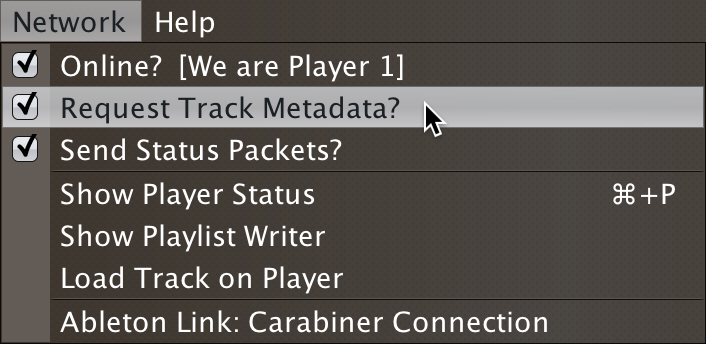 Network Help
Online? [We are Player 1]
Request Track Metadata?
Send Status Packets?
Show Player Status ⌘+P
Show Playlist Writer
Load Track on Player
Ableton Link: Carabiner Connection